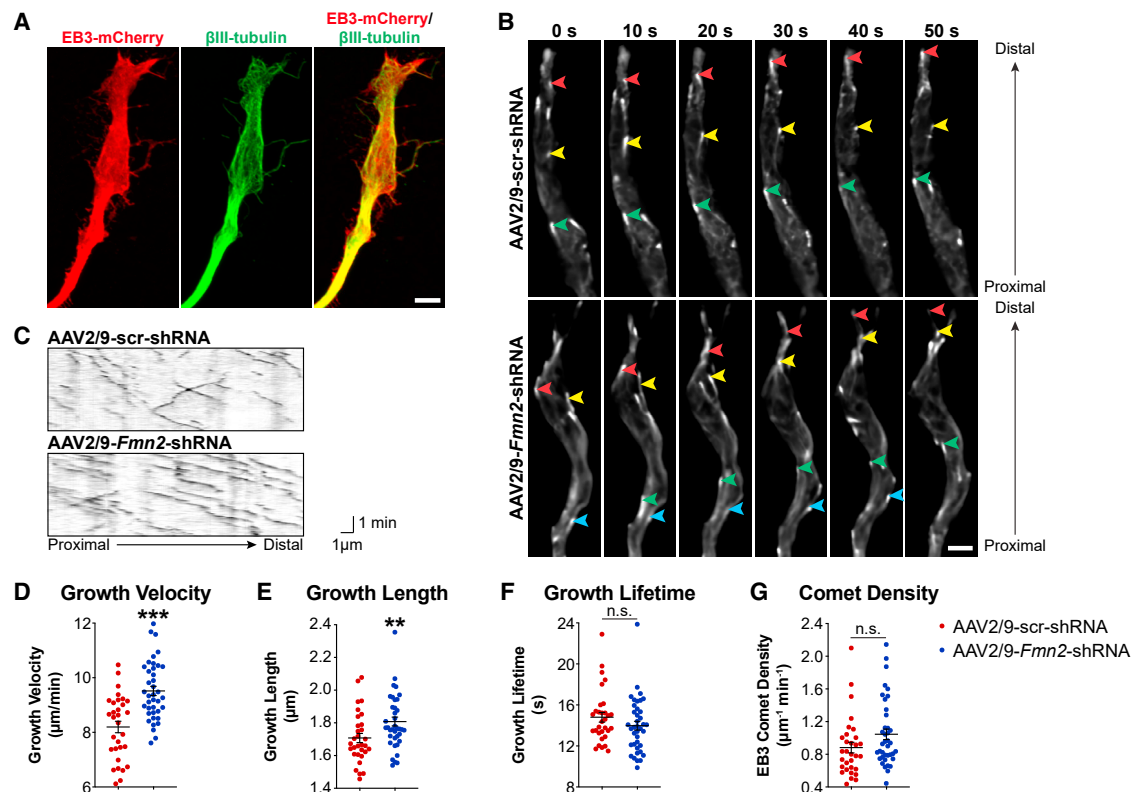 A
EB3-mCherry
βIII-tubulin
EB3-mCherry/
βIII-tubulin
B
0 s
10 s
20 s
30 s
40 s
50 s
AAV2/9-scr-shRNA
Distal
Proximal
AAV2/9-Fmn2-shRNA
Distal
Proximal
C
AAV2/9-scr-shRNA
AAV2/9-Fmn2-shRNA
Proximal
Distal
1 min
1µm
D
Growth Velocity
***
Growth Velocity
(µm/min)
12
10
8
6
E
Growth Length
**
Growth Length
(µm)
2.4
2.2
2.0
1.8
1.6
1.4
F
Growth Lifetime
n.s.
Growth Lifetime
(s)
24
20
16
12
8
G
Comet Density
n.s.
EB3 Comet Density
(µm⁻¹ min⁻¹)
2.4
2.0
1.6
1.2
0.8
0.4
AAV2/9-scr-shRNA
AAV2/9-Fmn2-shRNA